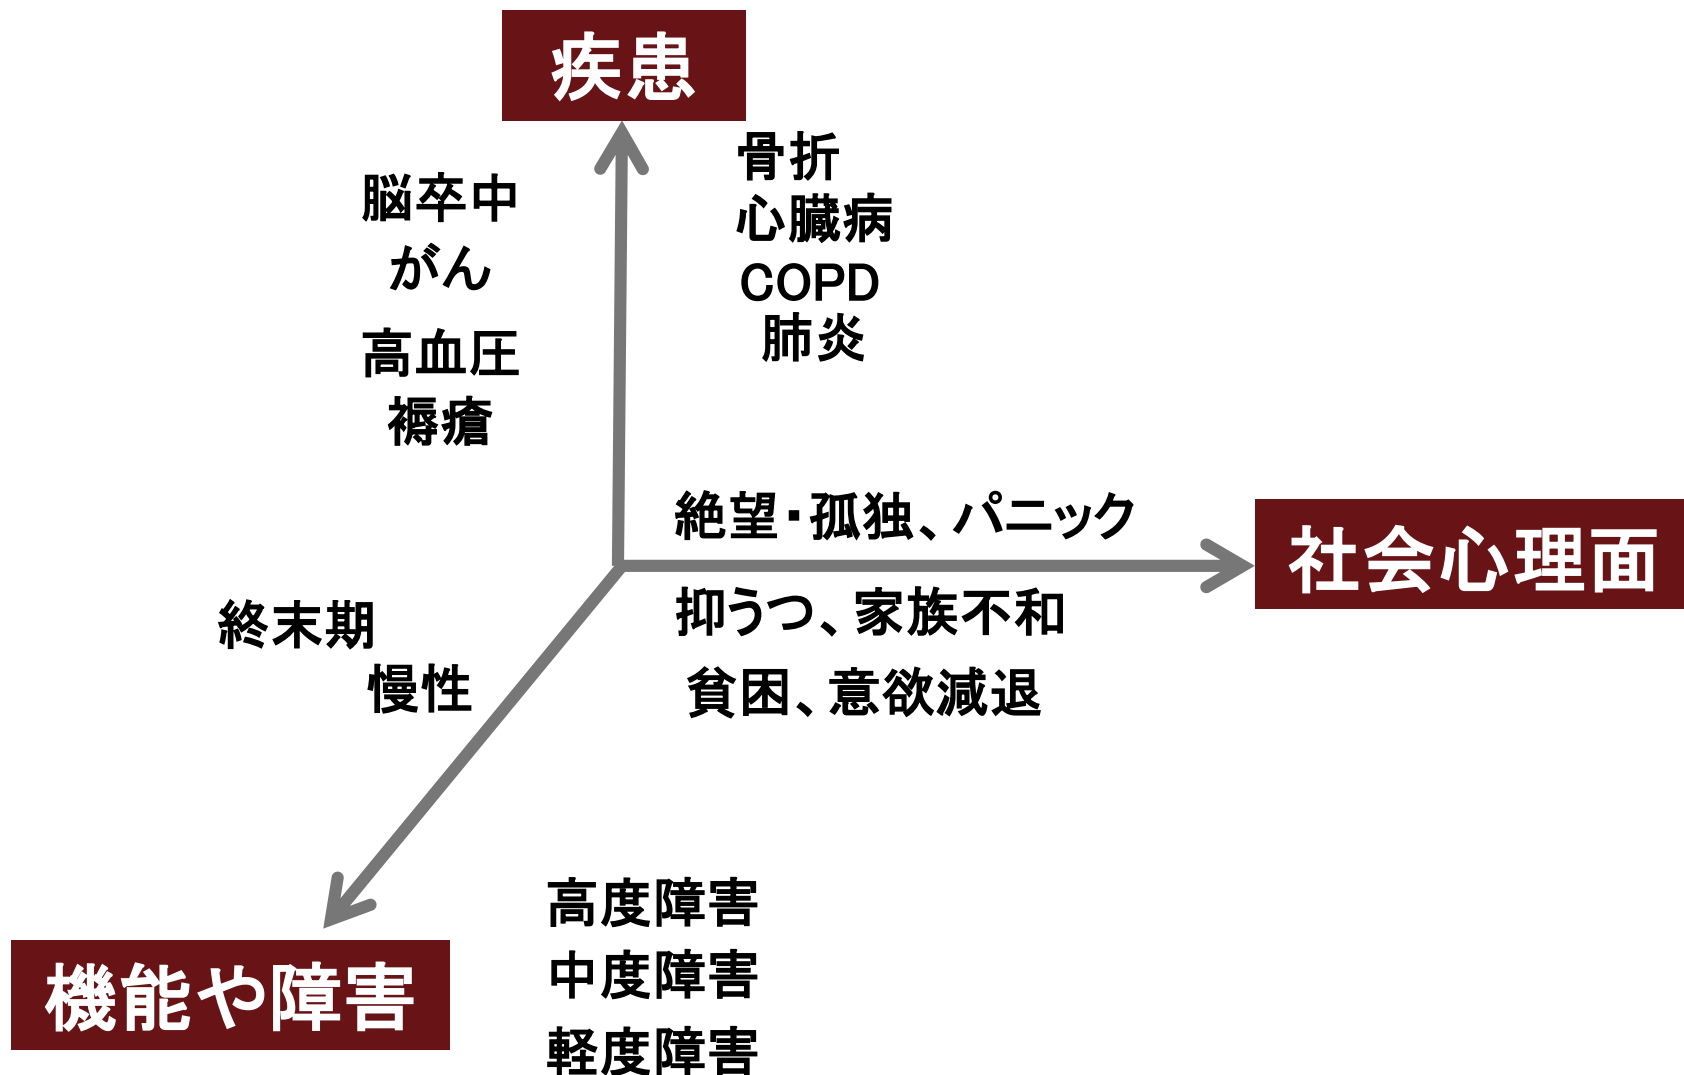 疾患
脳卒中
がん
高血圧
褥瘡
骨折
心臓病
COPD
肺炎
絶望・孤独、パニック
社会心理面
抑うつ、家族不和
貧困、意欲減退
終末期
慢性
機能や障害
高度障害
中度障害
軽度障害